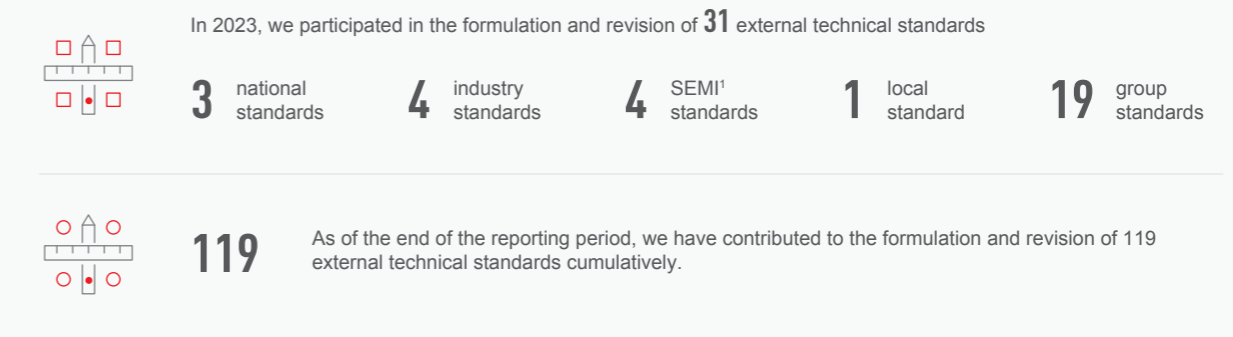 In 2023, we participated in the formulation and revision of 31 external technical standards
3 national standards
4 industry standards
4 SEMI¹ standards
1 local standard
19 group standards
119
As of the end of the reporting period, we have contributed to the formulation and revision of 119
external technical standards cumulatively.